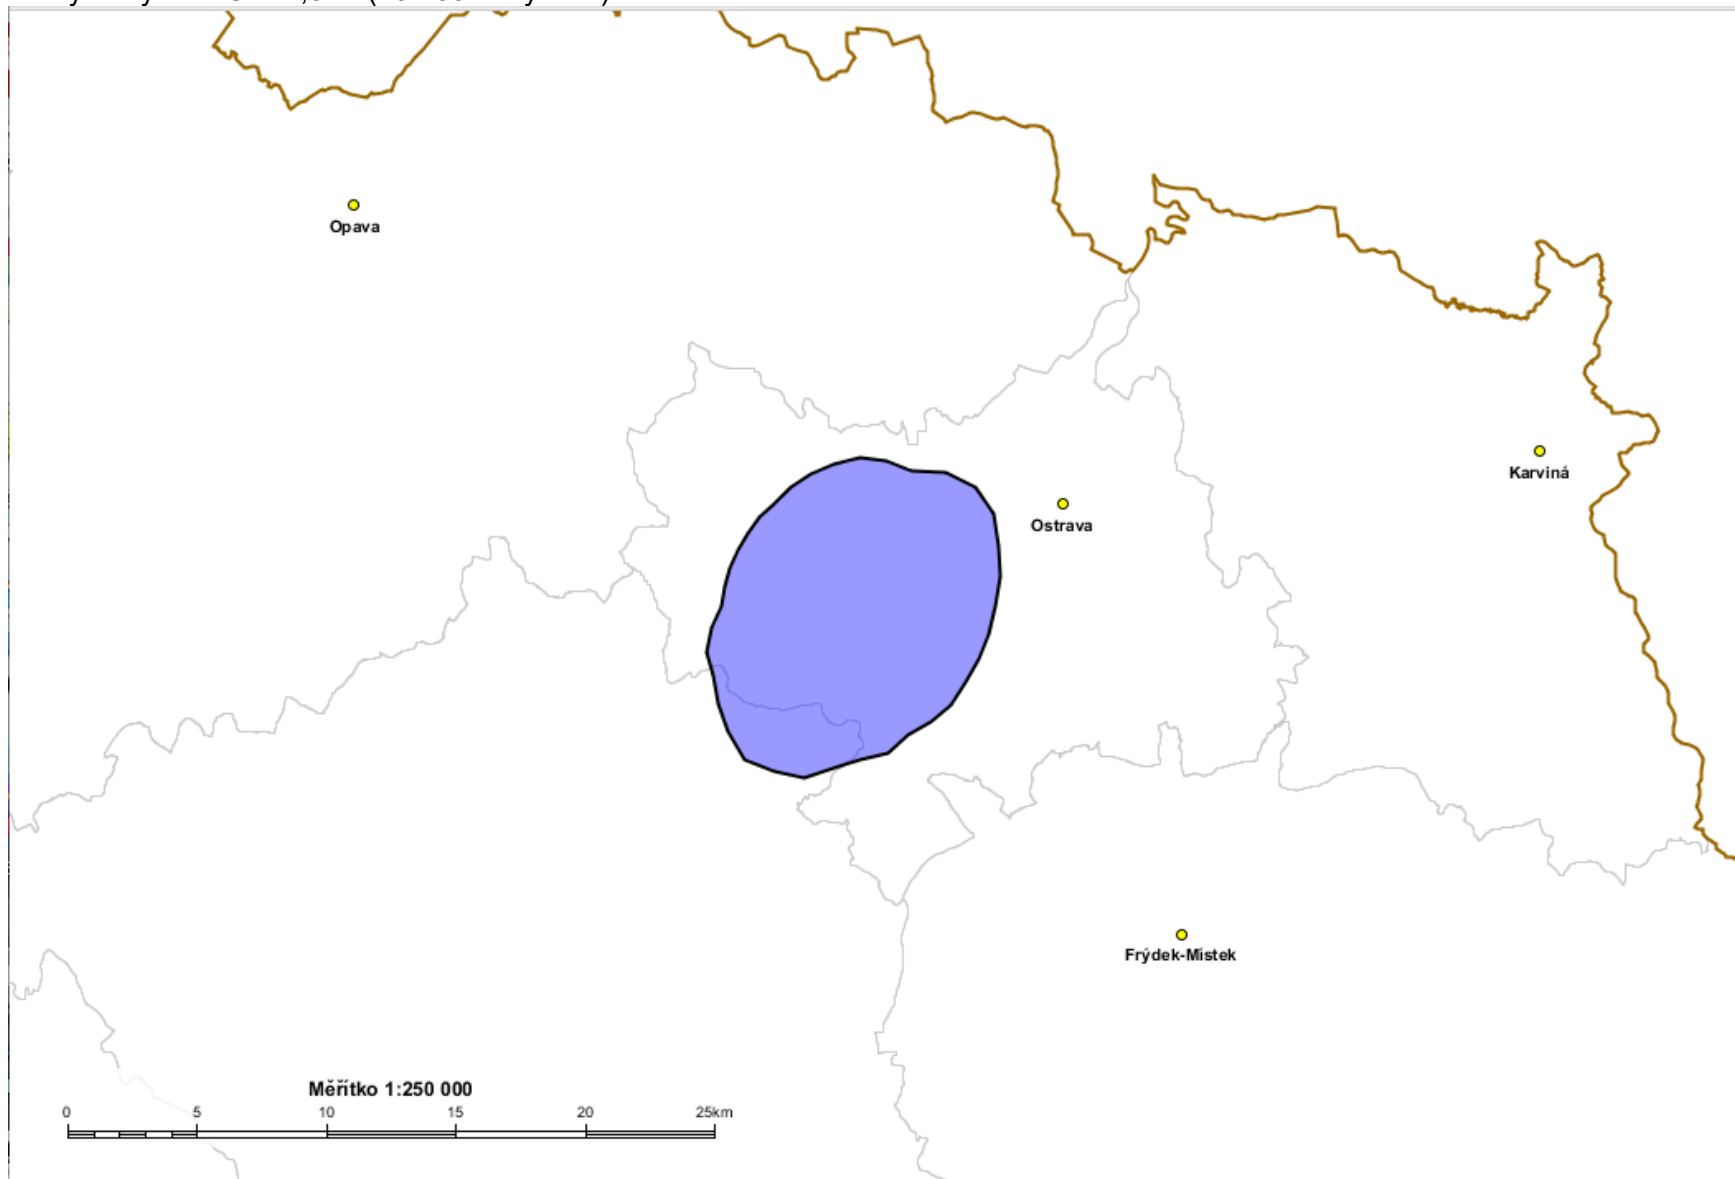 Opava
Karviná
Ostrava
Frýdek-Místek
Měřítko 1:250 000
0 5 10 15 20 25km